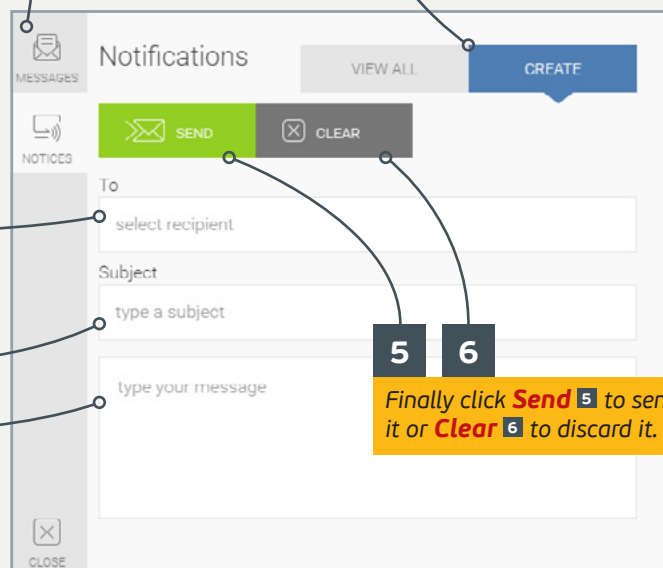 MESSAGES
Notifications
VIEW ALL
CREATE
NOTICES
SEND
CLEAR
To
select recipient
Subject
type a subject
5 6
type your message
Finally click Send 5 to sen
it or Clear 6 to discard it.
CLOSE